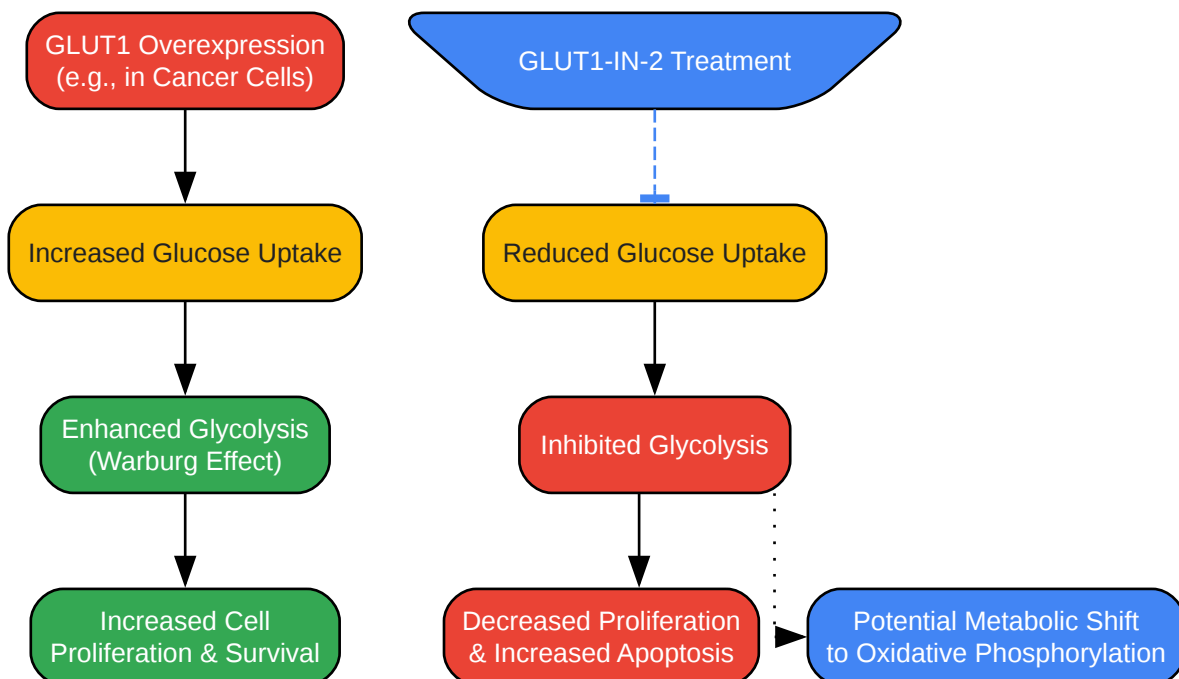 GLUT1 Overexpression
(e.g., in Cancer Cells)
GLUT1-IN-2 Treatment
Increased Glucose Uptake
Reduced Glucose Uptake
Enhanced Glycolysis
(Warburg Effect)
Inhibited Glycolysis
Increased Cell
Proliferation & Survival
Decreased Proliferation
& Increased Apoptosis
Potential Metabolic Shift
to Oxidative Phosphorylation